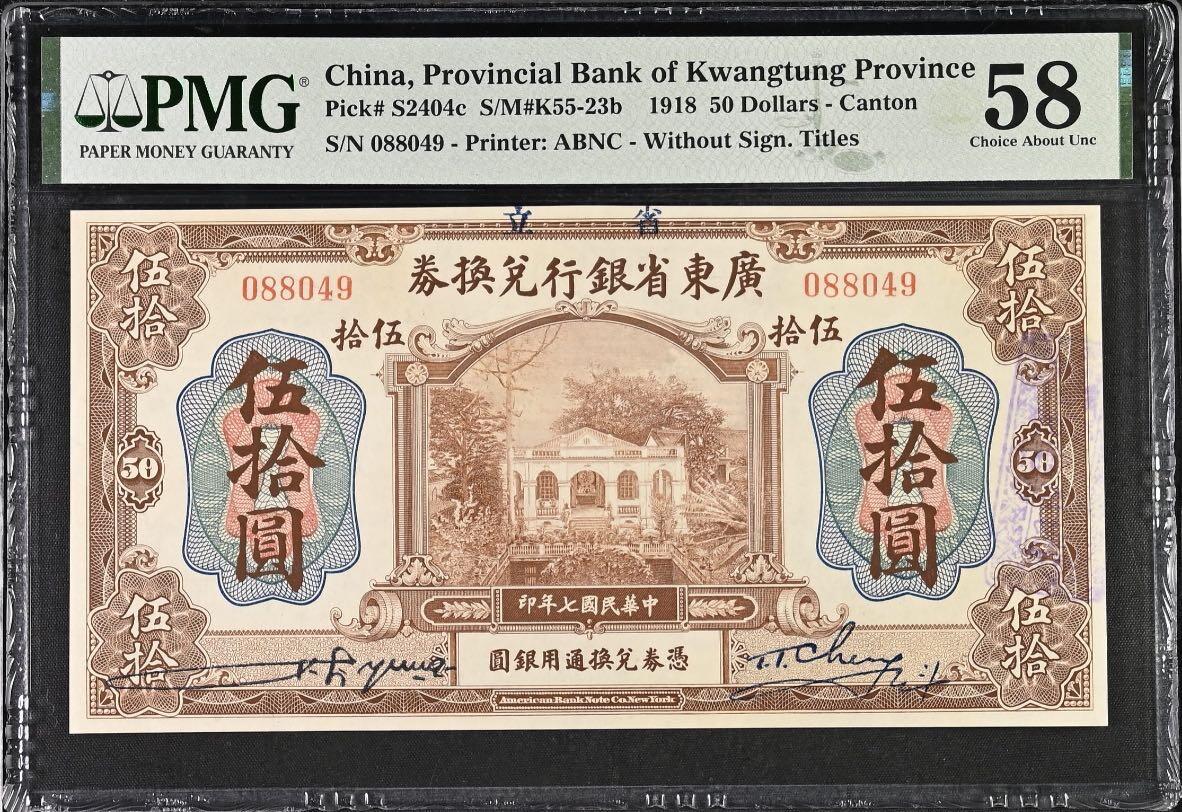 PMG®
PAPER MONEY GUARANTY
China, Provincial Bank of Kwangtung Province
Pick# S2404c S/M#K55-23b 1918 50 Dollars - Canton
S/N 088049 - Printer: ABNC - Without Sign. Titles
58
Choice About Unc
立 省
088049
券換兌行銀省東廣
088049
伍拾
伍拾
拾伍
拾伍
伍拾圓
伍拾圓
50
50
印年七國民華中
伍拾
伍拾
圓銀用通換兌券憑
American Bank Note Co. New York